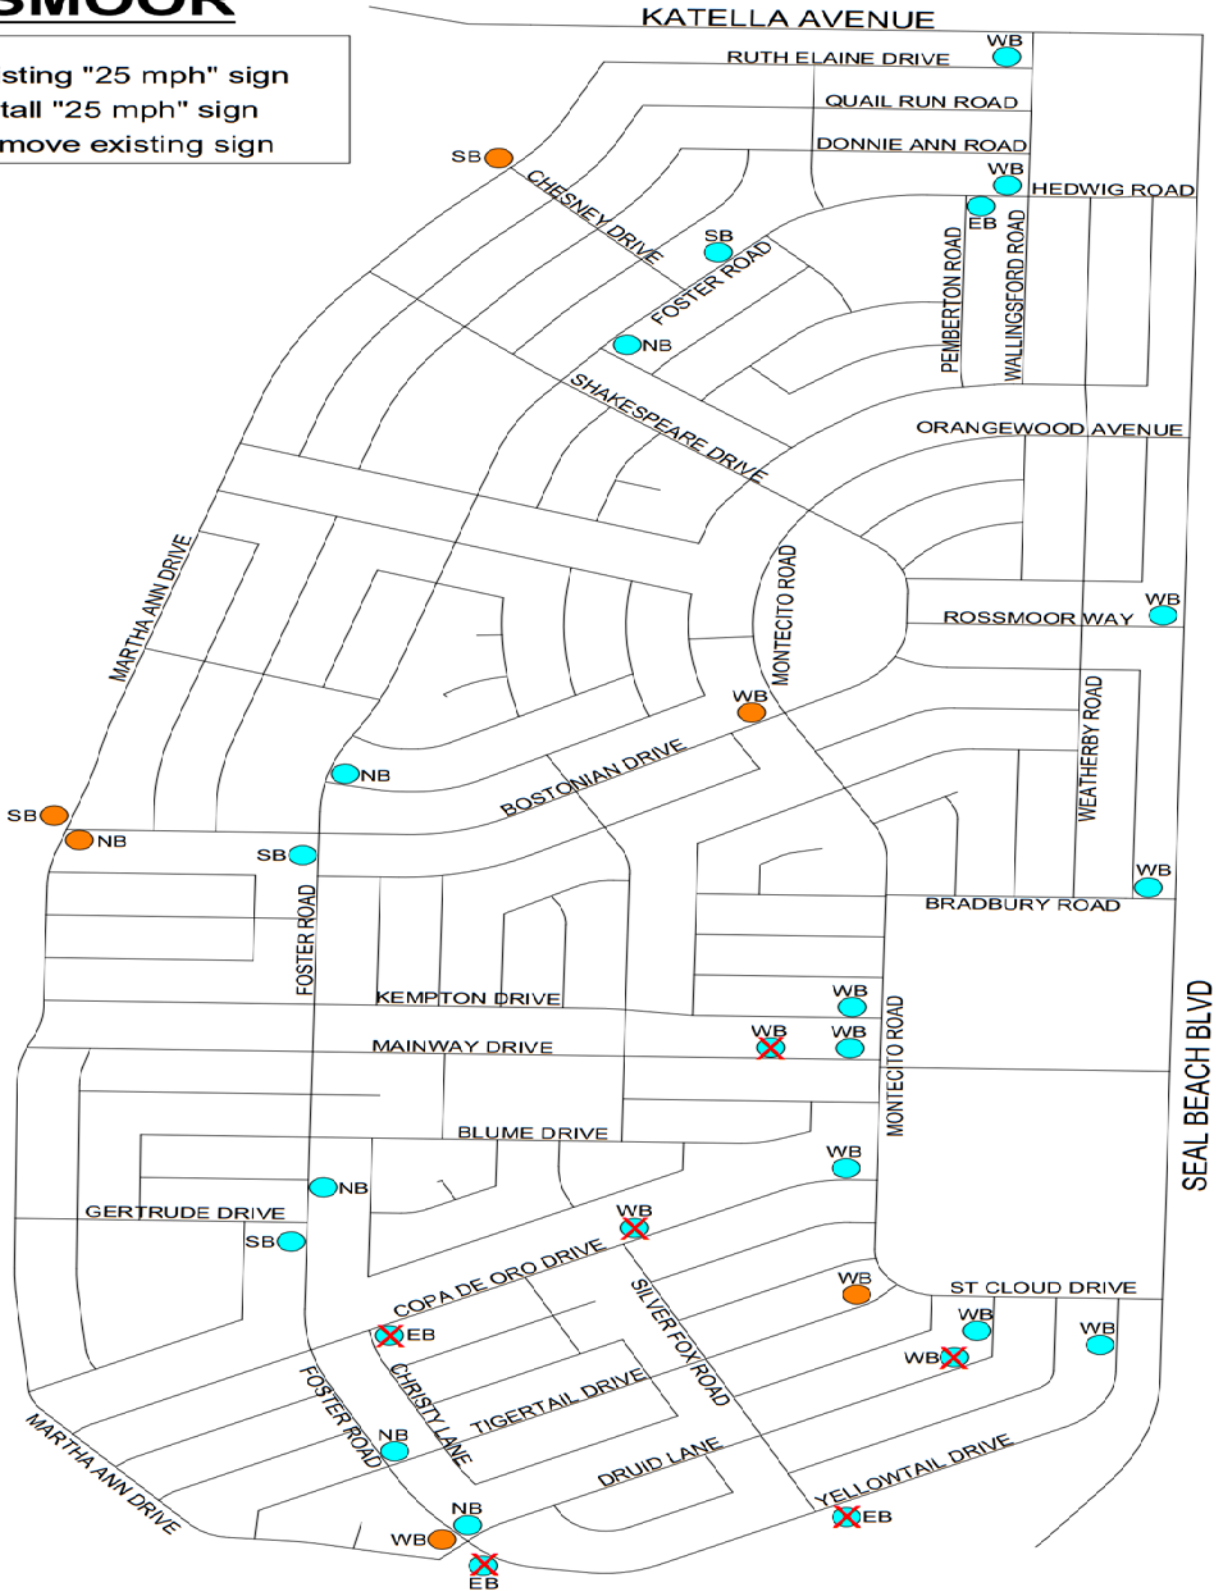 SMOOR
KATELLA AVENUE
isting "25 mph" sign
tall "25 mph" sign
move existing sign
WB
RUTH ELAINE DRIVE
QUAIL RUN ROAD
DONNIE ANN ROAD
SB
WB
HEDWIG ROAD
CHESNEY DRIVE
EB
SB
FOSTER ROAD
PEMBERTON ROAD
WALLINGSFORD ROAD
NB
SHAKESPEARE DRIVE
ORANGEWOOD AVENUE
MARTHA ANN DRIVE
MONTECITO ROAD
WB
ROSSMOOR WAY
WB
WEATHERBY ROAD
NB
BOSTONIAN DRIVE
SB
NB
SB
WB
BRADBURY ROAD
FOSTER ROAD
KEMPTON DRIVE
WB
WB
WB
MAINWAY DRIVE
MONTECITO ROAD
SEAL BEACH BLVD
BLUME DRIVE
WB
NB
GERTRUDE DRIVE
WB
SB
COPA DE ORO DRIVE
WB
ST CLOUD DRIVE
SILVER FOX ROAD
WB
WB
EB
WB
FOSTER ROAD
CHRISTY LANE
TIGERTAIL DRIVE
MARTHA ANN DRIVE
NB
DRUID LANE
YELLOWTAIL DRIVE
NB
EB
WB
EB